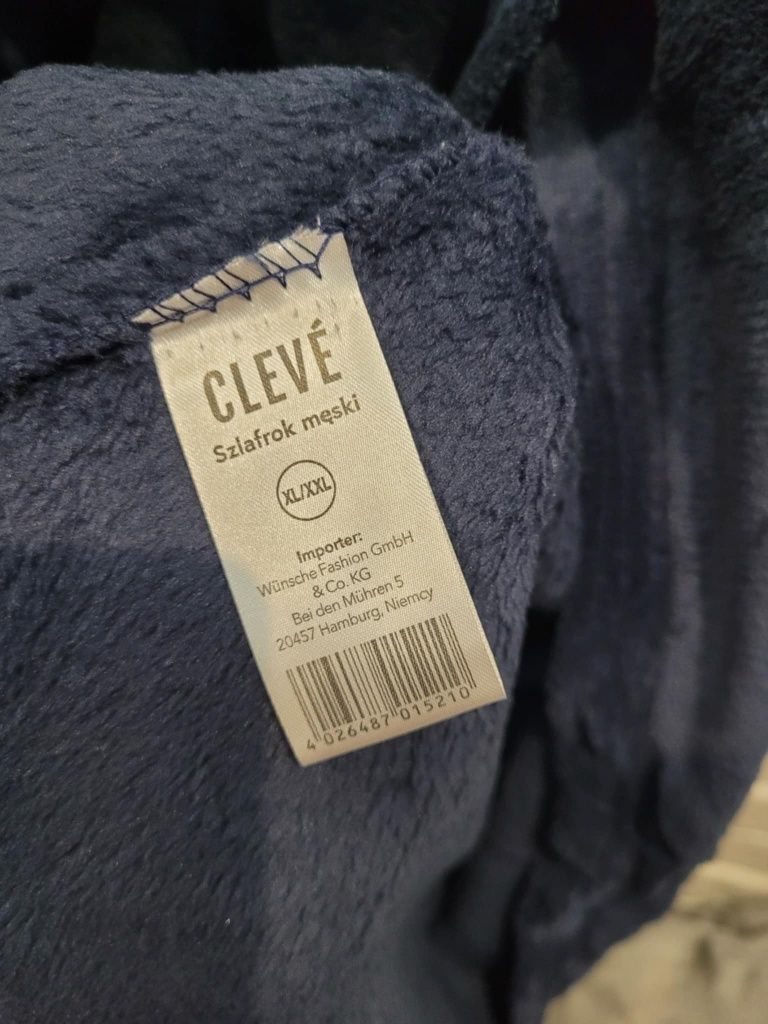 CLEVÉ
Szlafrok męski
XL/XXL
Importer:
Wünsche Fashion GmbH
& Co. KG
Bei den Mühren 5
20457 Hamburg, Niemcy
4 026487 015210